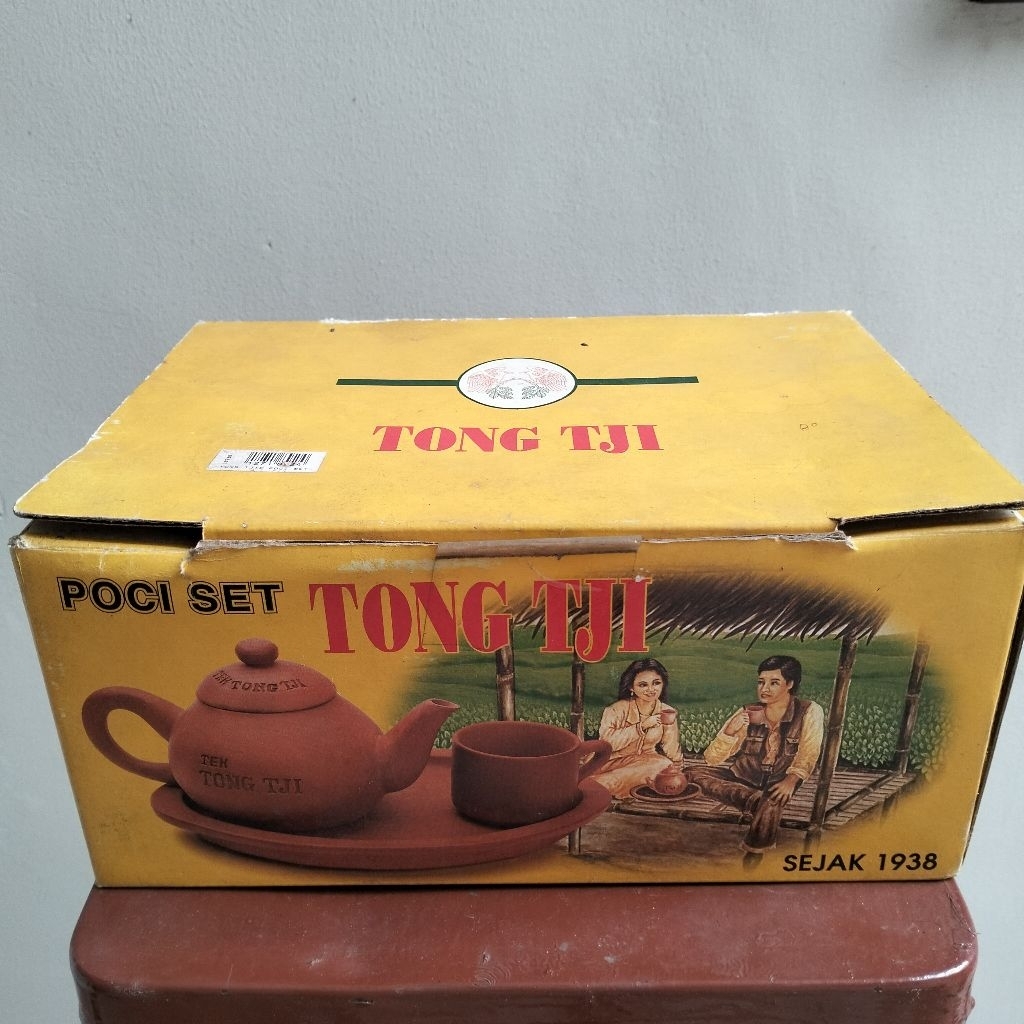 TONG TJI
POCI SET
TONG TJI
TEH TONG TJI
TEH
TONG TJI
SEJAK 1938